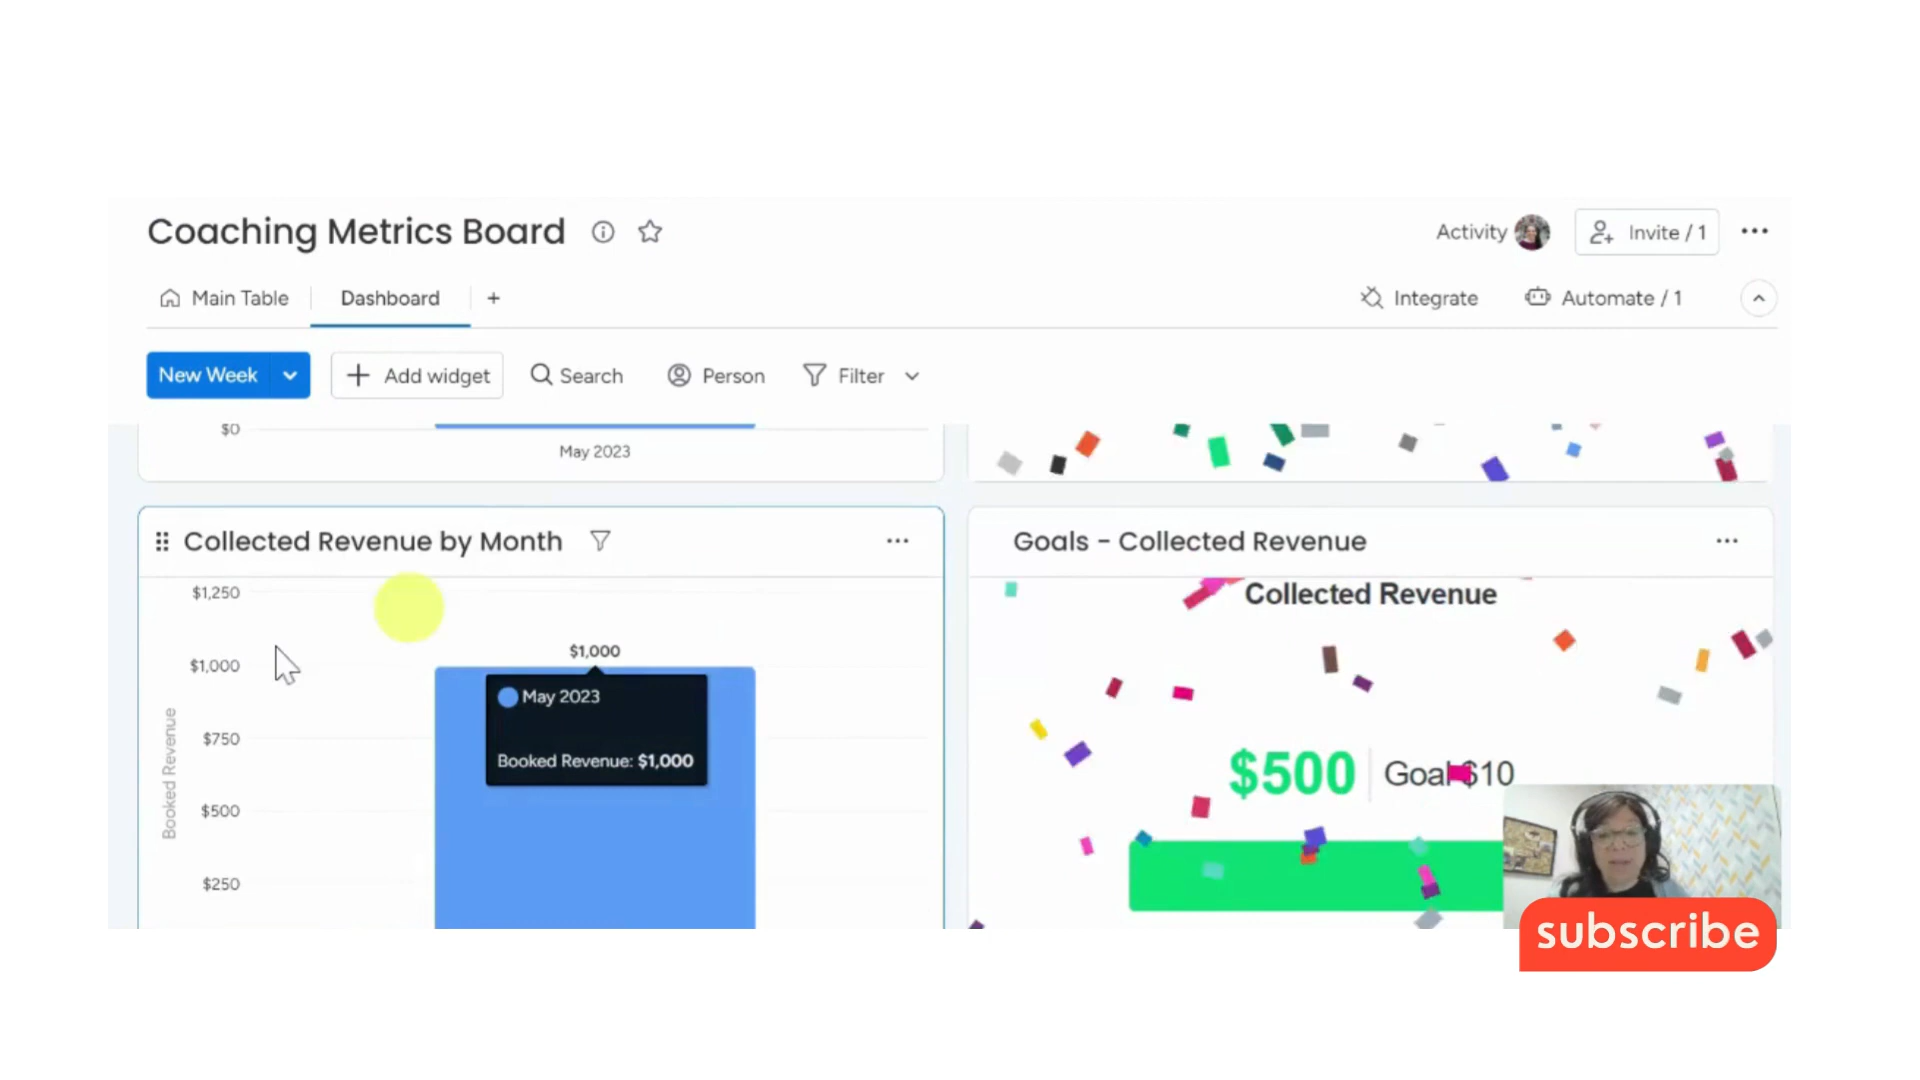 Coaching Metrics Board
Activity
Invite / 1
Main Table
Dashboard
+
Integrate
Automate / 1
New Week
+ Add widget
Search
Person
Filter
$0
May 2023
Collected Revenue by Month
$1,250
$1,000
$750
$500
$250
Booked Revenue
$1,000
May 2023
Booked Revenue: $1,000
Goals - Collected Revenue
Collected Revenue
$500
Goal $10
subscribe